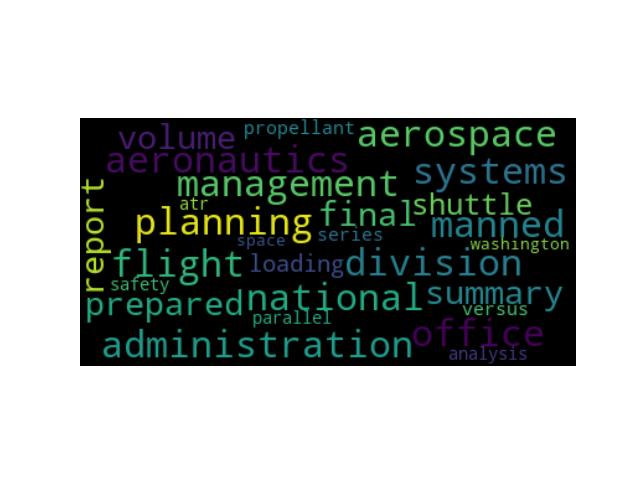 volume propellant aerospace
aeronautics systems
management
atr shuttle
planning final manned
space series washington
report flight loading division
safety
prepared national summary
parallel versus
administration office
analysis